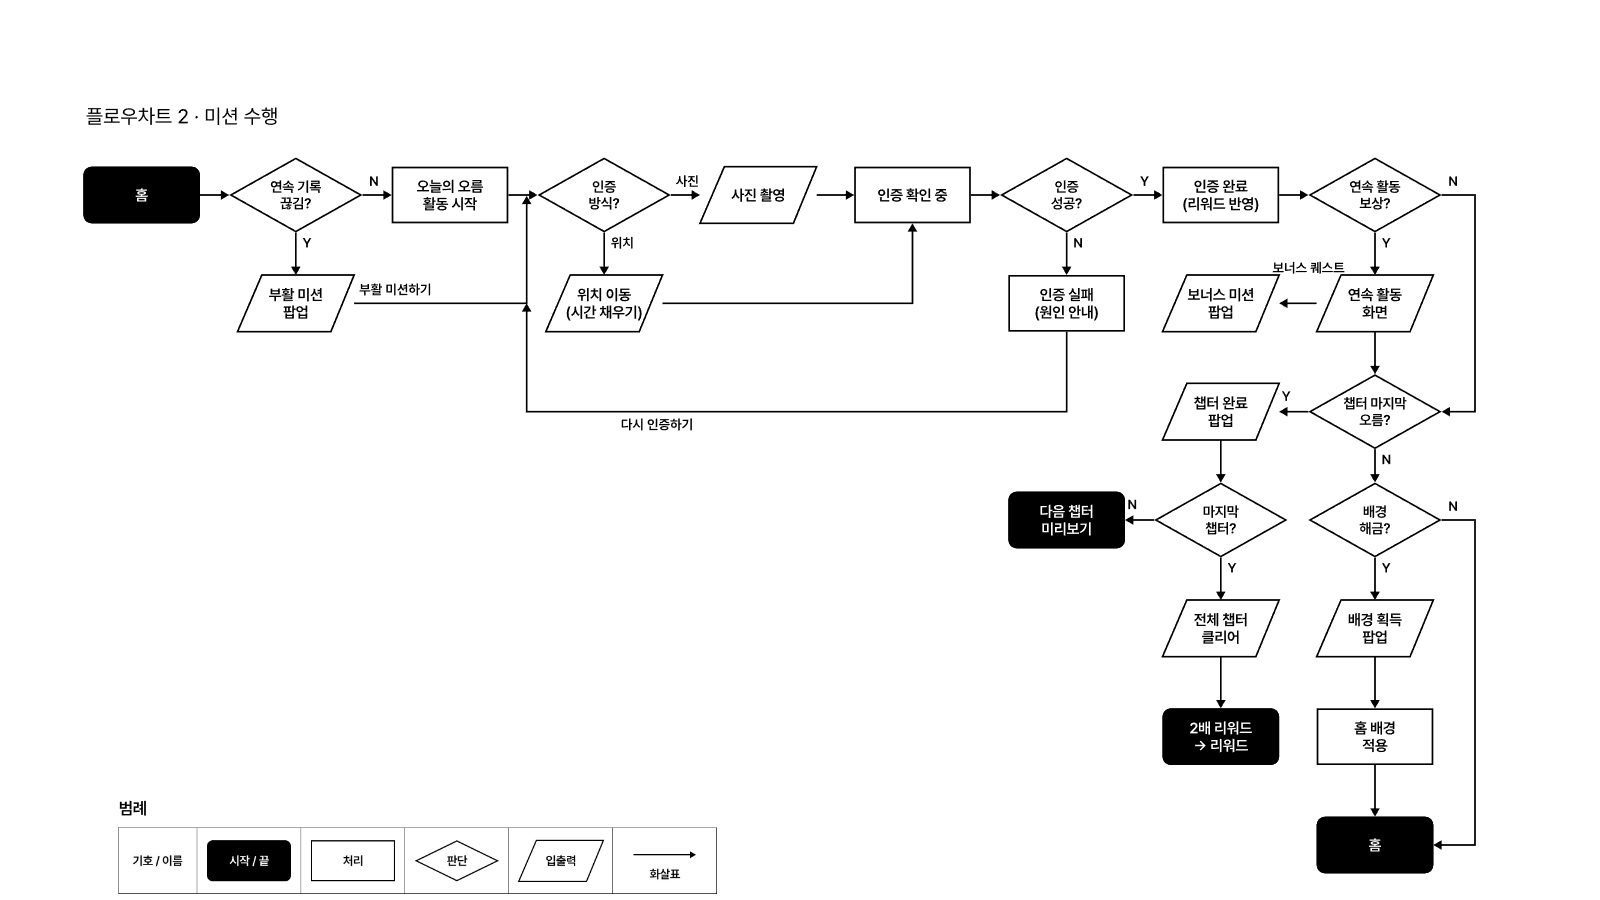 플로우차트 2 · 미션 수행
홈
연속 기록
끊김?
N
오늘의 오름
활동 시작
인증
방식?
사진
사진 촬영
인증 확인 중
인증
성공?
Y
인증 완료
(리워드 반영)
연속 활동
보상?
N
Y
위치
N
Y
부활 미션
팝업
부활 미션하기
위치 이동
(시간 채우기)
인증 실패
(원인 안내)
보너스 퀘스트
보너스 미션
팝업
연속 활동
화면
다시 인증하기
챕터 완료
팝업
Y
챕터 마지막
오름?
N
다음 챕터
미리보기
N
마지막
챕터?
배경
해금?
N
Y
Y
전체 챕터
클리어
배경 획득
팝업
2배 리워드
→ 리워드
홈 배경
적용
홈
범례
기호 / 이름
시작 / 끝
처리
판단
입출력
화살표